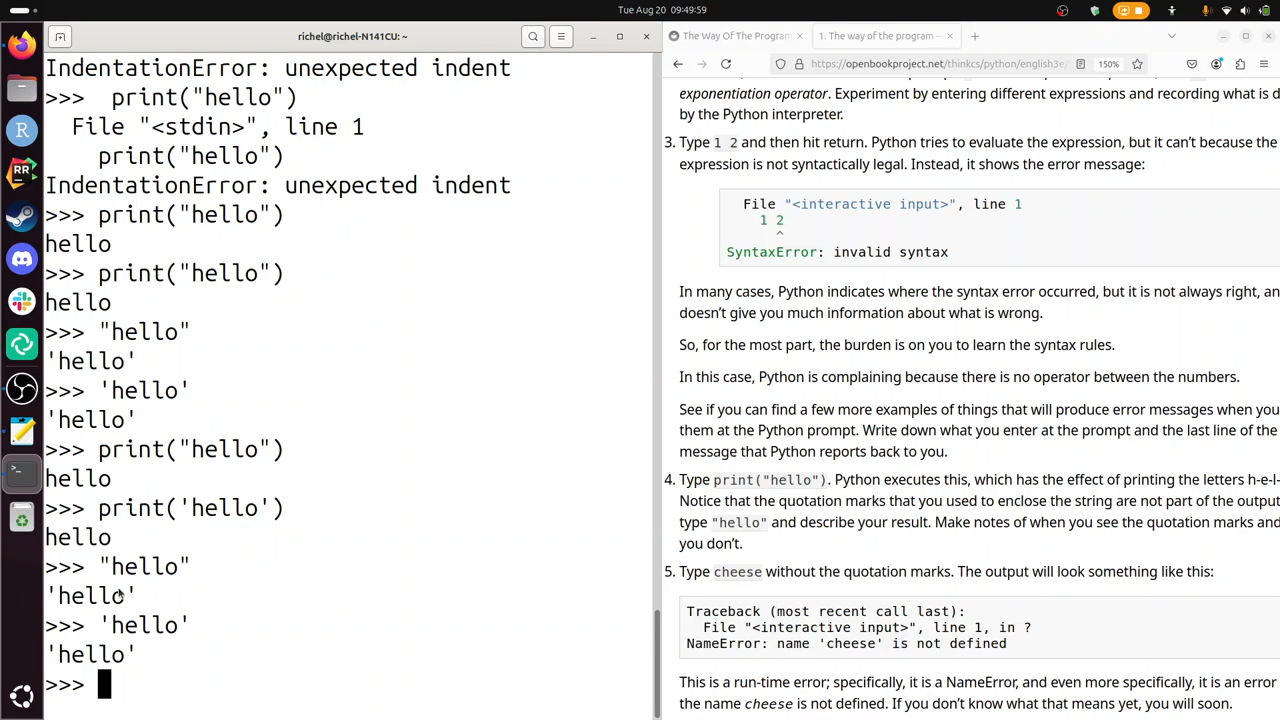 Tue Aug 20 09:49:59
richel@richel-N141CU: ~
IndentationError: unexpected indent
>>>  print("hello")
  File "<stdin>", line 1
    print("hello")
IndentationError: unexpected indent
>>> print("hello")
hello
>>> print("hello")
hello
>>> "hello"
'hello'
>>> 'hello'
'hello'
>>> print("hello")
hello
>>> print('hello')
hello
>>> "hello"
'hello'
>>> 'hello'
'hello'
>>>
The Way Of The Program
1. The way of the program —
https://openbookproject.net/thinkcs/python/english3e/
150%
exponentiation operator. Experiment by entering different expressions and recording what is d
by the Python interpreter.
3. Type 1 2 and then hit return. Python tries to evaluate the expression, but it can't because the
expression is not syntactically legal. Instead, it shows the error message:
File "<interactive input>", line 1
1 2
^
SyntaxError: invalid syntax
In many cases, Python indicates where the syntax error occurred, but it is not always right, an
doesn't give you much information about what is wrong.
So, for the most part, the burden is on you to learn the syntax rules.
In this case, Python is complaining because there is no operator between the numbers.
See if you can find a few more examples of things that will produce error messages when you
them at the Python prompt. Write down what you enter at the prompt and the last line of the
message that Python reports back to you.
4. Type print("hello"). Python executes this, which has the effect of printing the letters h-e-l-
Notice that the quotation marks that you used to enclose the string are not part of the output
type "hello" and describe your result. Make notes of when you see the quotation marks and
you don't.
5. Type cheese without the quotation marks. The output will look something like this:
Traceback (most recent call last):
File "<interactive input>", line 1, in ?
NameError: name 'cheese' is not defined
This is a run-time error; specifically, it is a NameError, and even more specifically, it is an error
the name cheese is not defined. If you don't know what that means yet, you will soon.